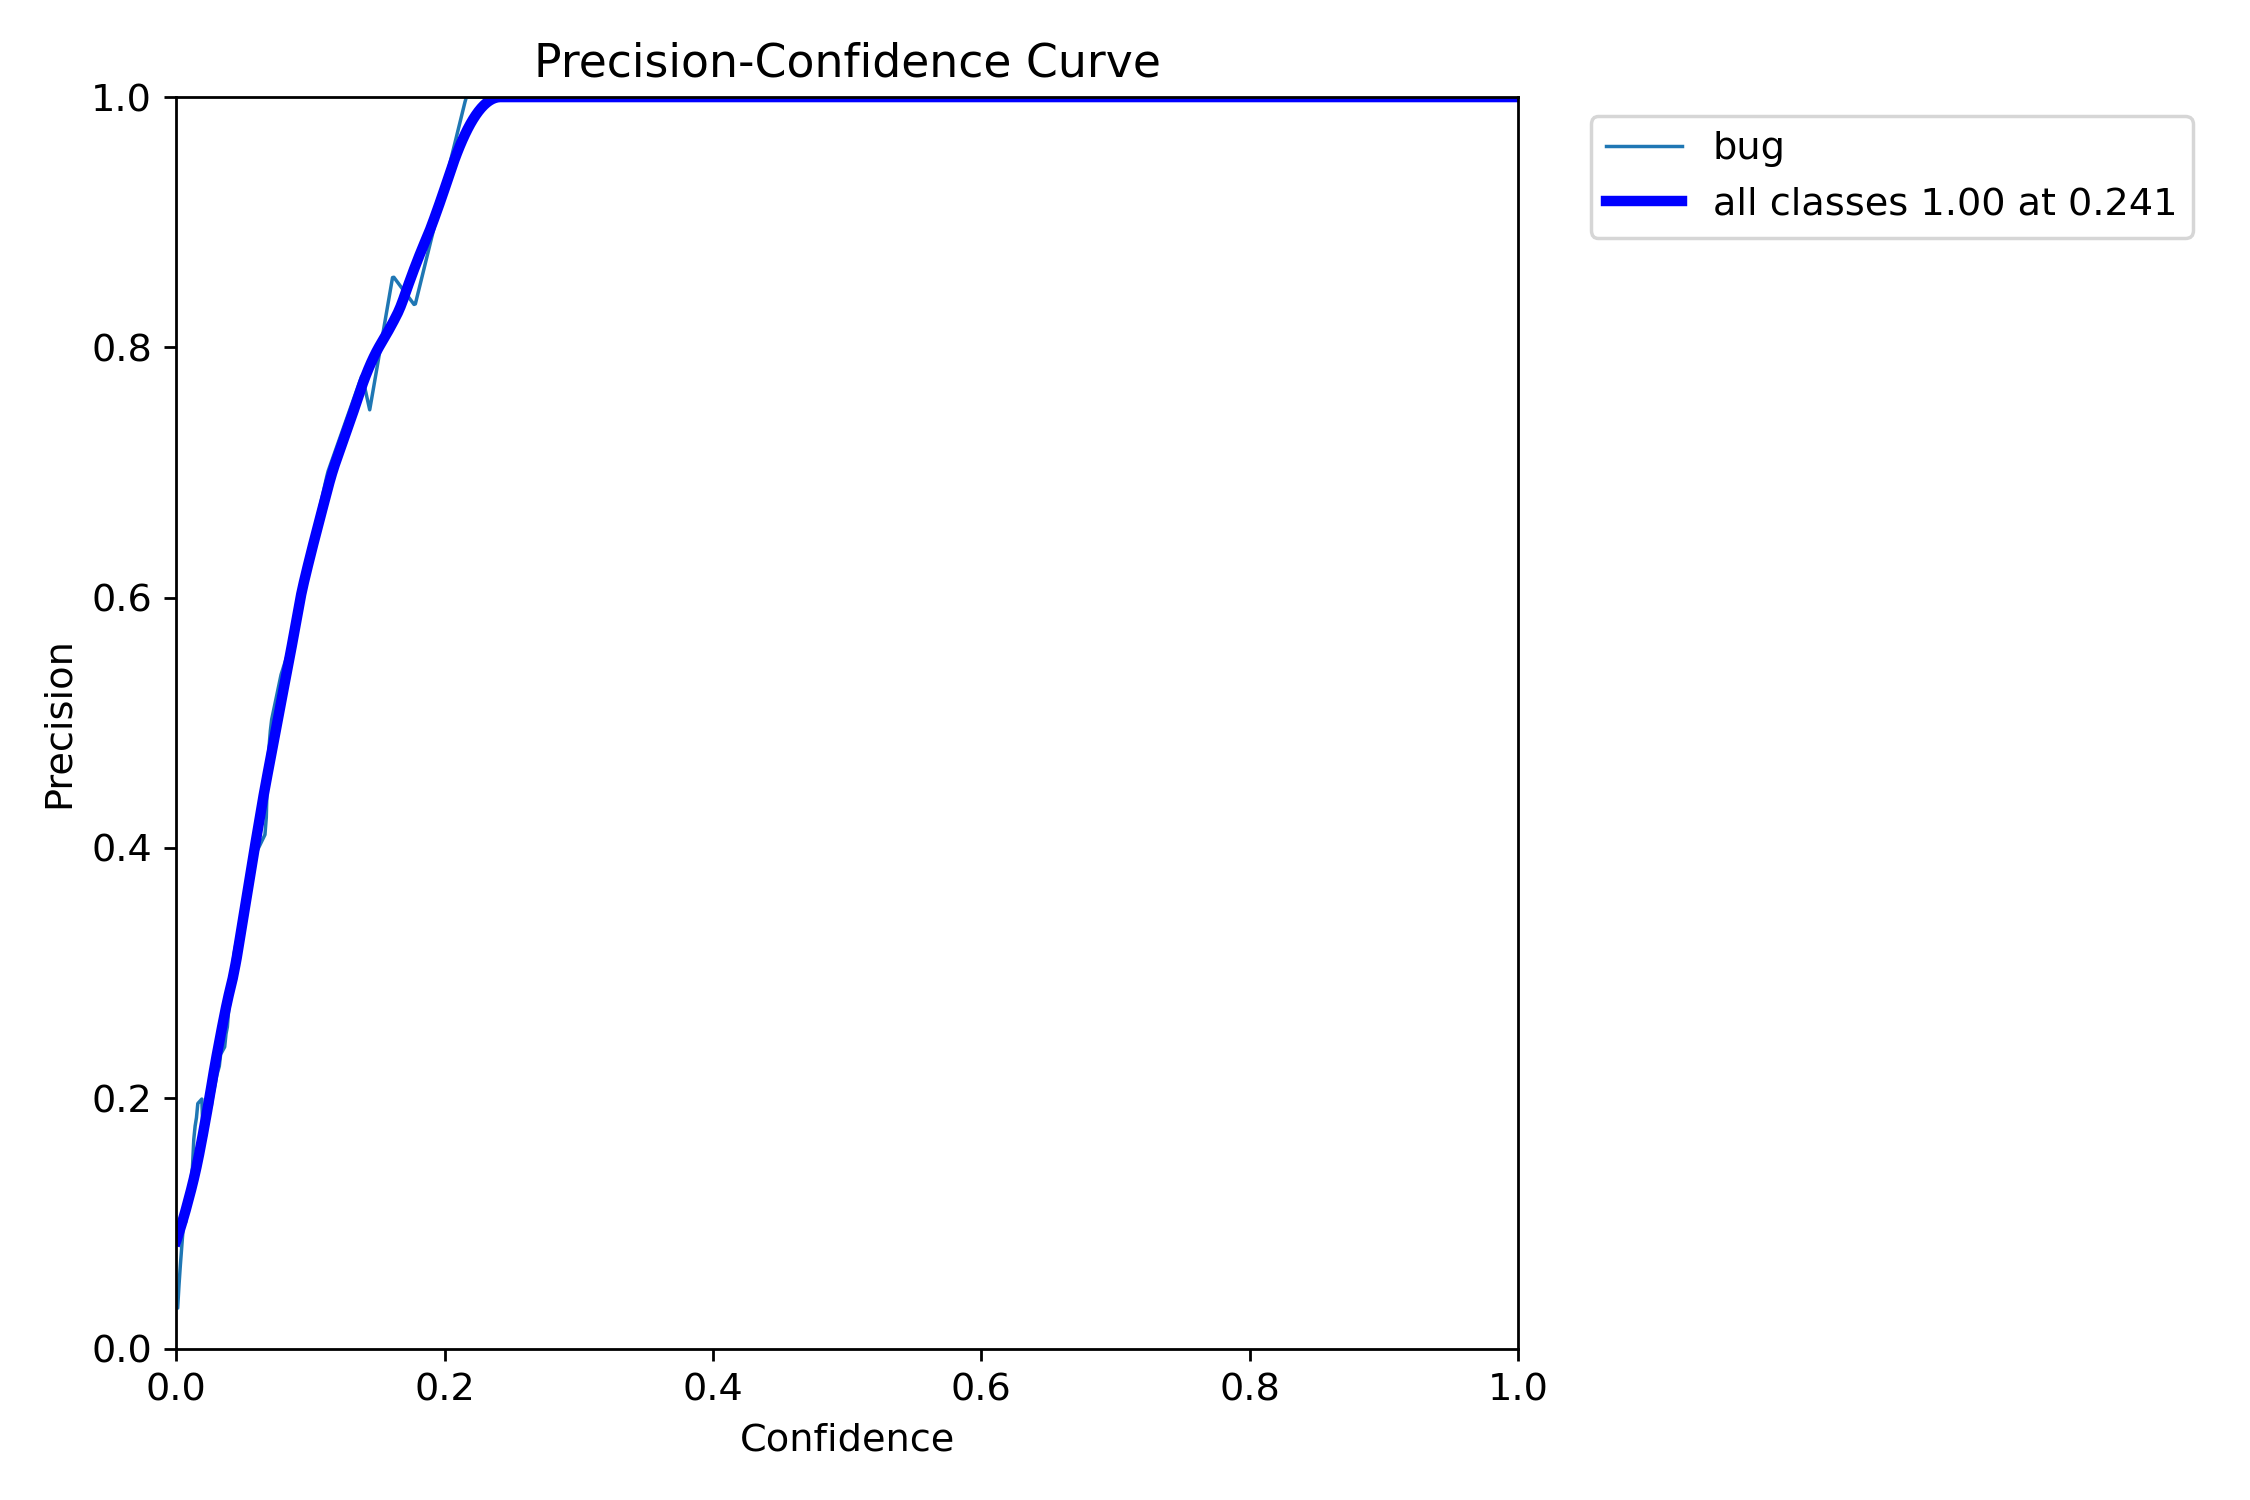 Precision-Confidence Curve
1.0
0.8
0.6
0.4
0.2
0.0
Precision
0.0 0.2 0.4 0.6 0.8 1.0
Confidence
bug
all classes 1.00 at 0.241